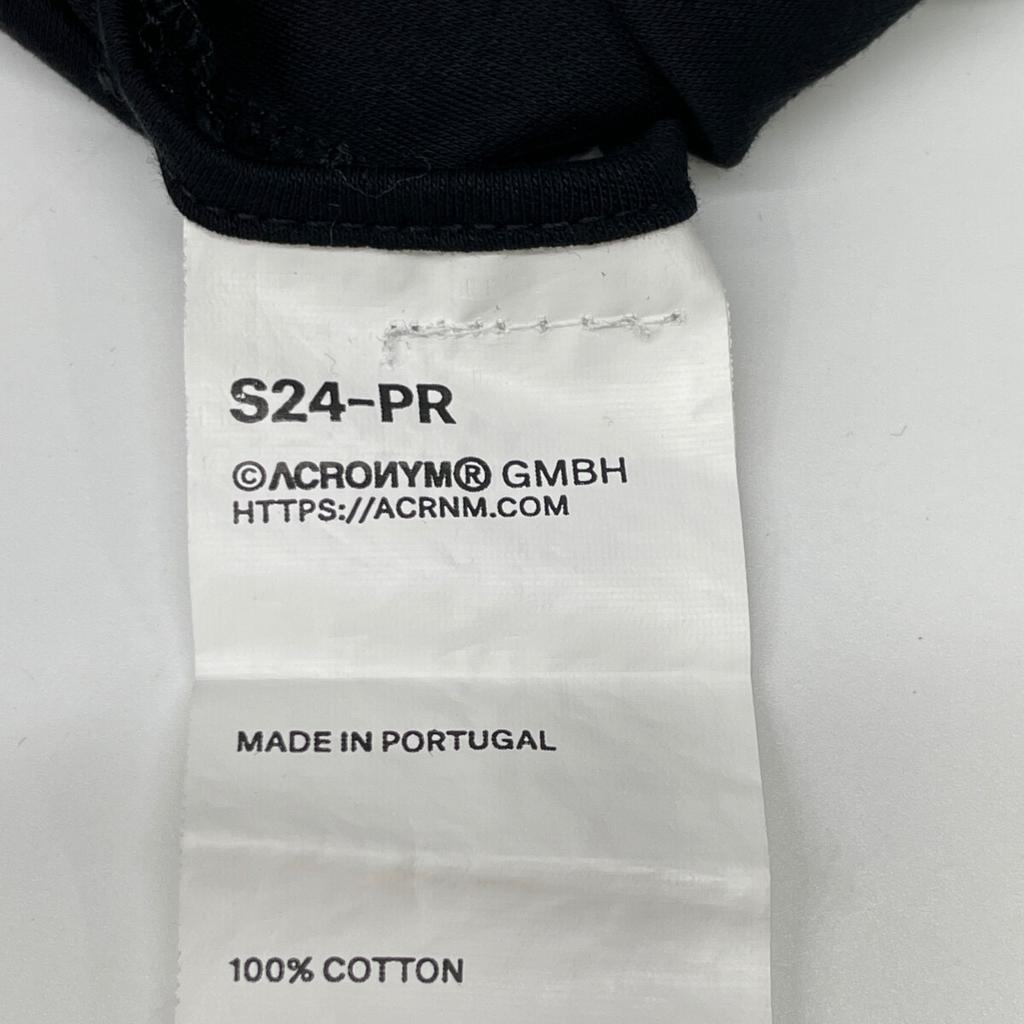 S24-PR
©ACRONYM® GMBH
HTTPS://ACRNM.COM
MADE IN PORTUGAL
100% COTTON